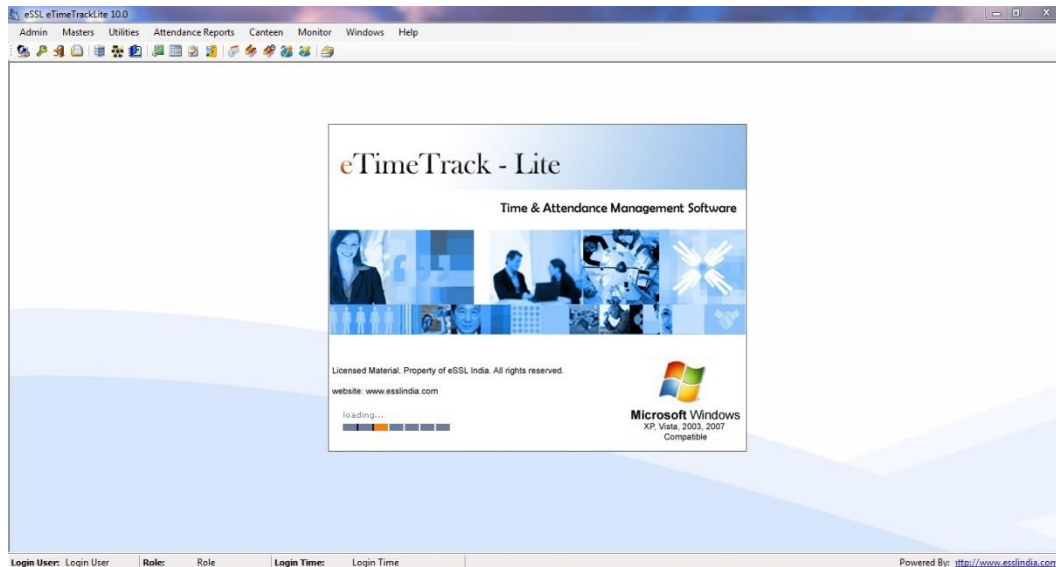 eSSL eTimeTrackLite 10.0
Admin Masters Utilities Attendance Reports Canteen Monitor Windows Help
eTimeTrack - Lite
Time & Attendance Management Software
Licensed Material. Property of eSSL India. All rights reserved.
website: www.esslindia.com
loading...
Microsoft Windows
XP, Vista, 2003, 2007
Compatible
Login User: Login User Role: Role Login Time: Login Time Powered By: http://www.esslindia.com